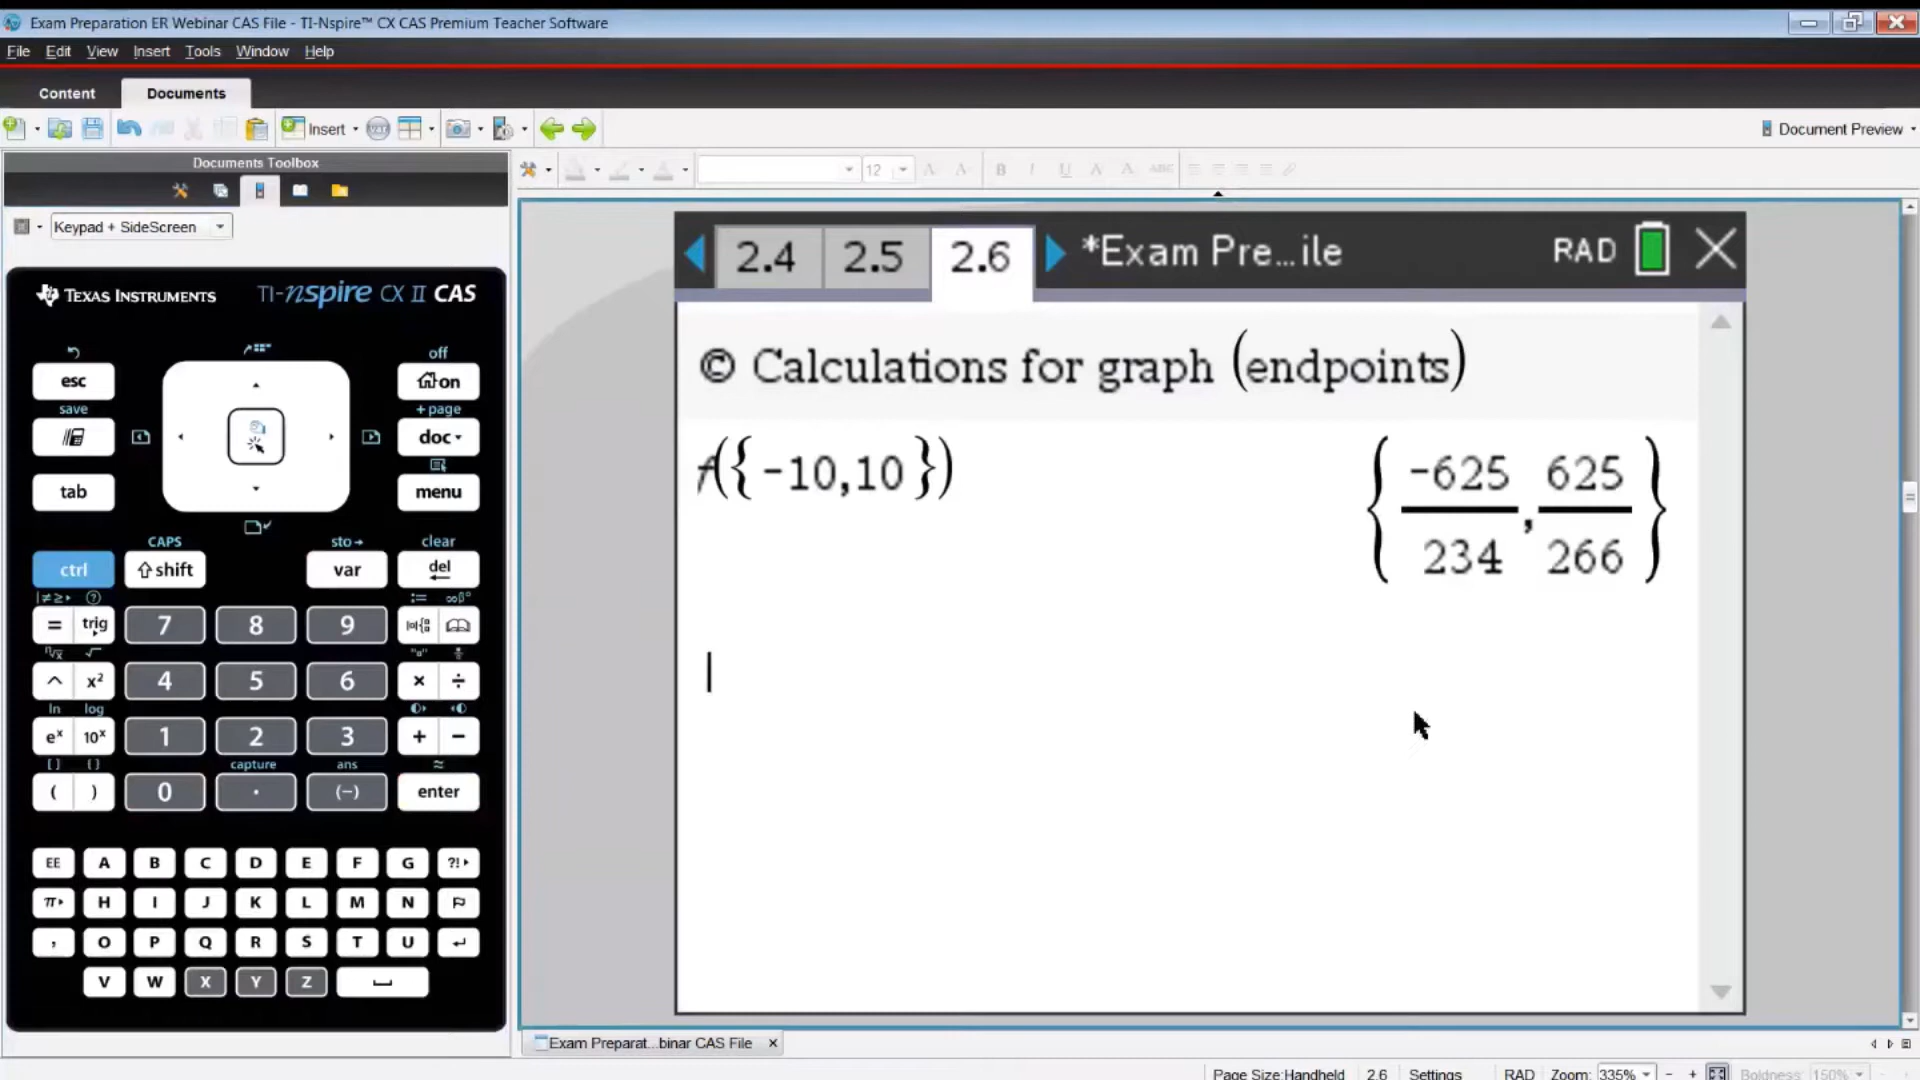 Exam Preparation ER Webinar CAS File - TI-Nspire™ CX CAS Premium Teacher Software
File Edit View Insert Tools Window Help
Content Documents
Insert
Document Preview
Documents Toolbox
12
Keypad + SideScreen
2.4 2.5 2.6 *Exam Pre...ile RAD
© Calculations for graph (endpoints)
f({-10,10}) {-625/234, 625/266}
TEXAS INSTRUMENTS TI-nspire CX II CAS
off
esc on
save + page
doc
tab menu
CAPS sto→ clear
ctrl shift var del
= trig 7 8 9
^ x² 4 5 6 × ÷
ln log
eˣ 10ˣ 1 2 3 + −
[ ] { } capture ans ≈
( ) 0 . (−) enter
EE A B C D E F G ?!▸
π▸ H I J K L M N
, O P Q R S T U
V W X Y Z
Exam Preparat...binar CAS File
Page Size:Handheld 2.6 Settings RAD Zoom: 335% − + Boldness: 150%